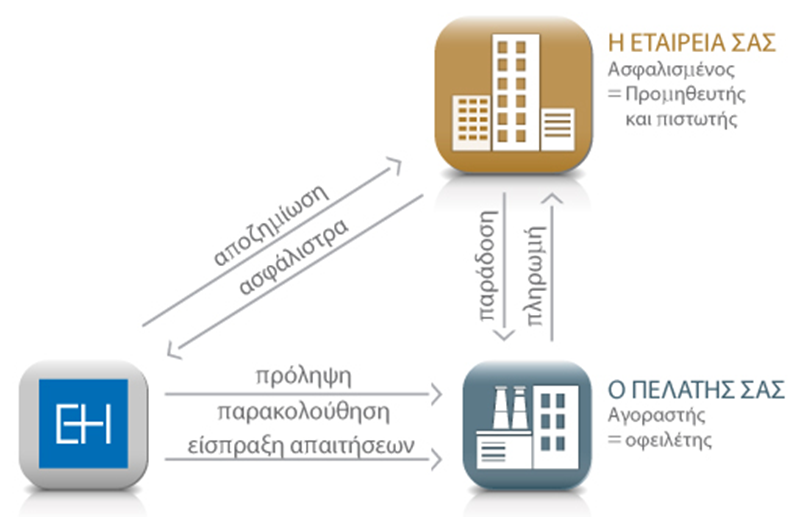 Η ΕΤΑΙΡΕΙΑ ΣΑΣ
Ασφαλισμένος
= Προμηθευτής
και πιστωτής
αποζημίωση
ασφάλιστρα
παράδοση
πληρωμή
EH
πρόληψη
παρακολούθηση
είσπραξη απαιτήσεων
Ο ΠΕΛΑΤΗΣ ΣΑΣ
Αγοραστής
= οφειλέτης